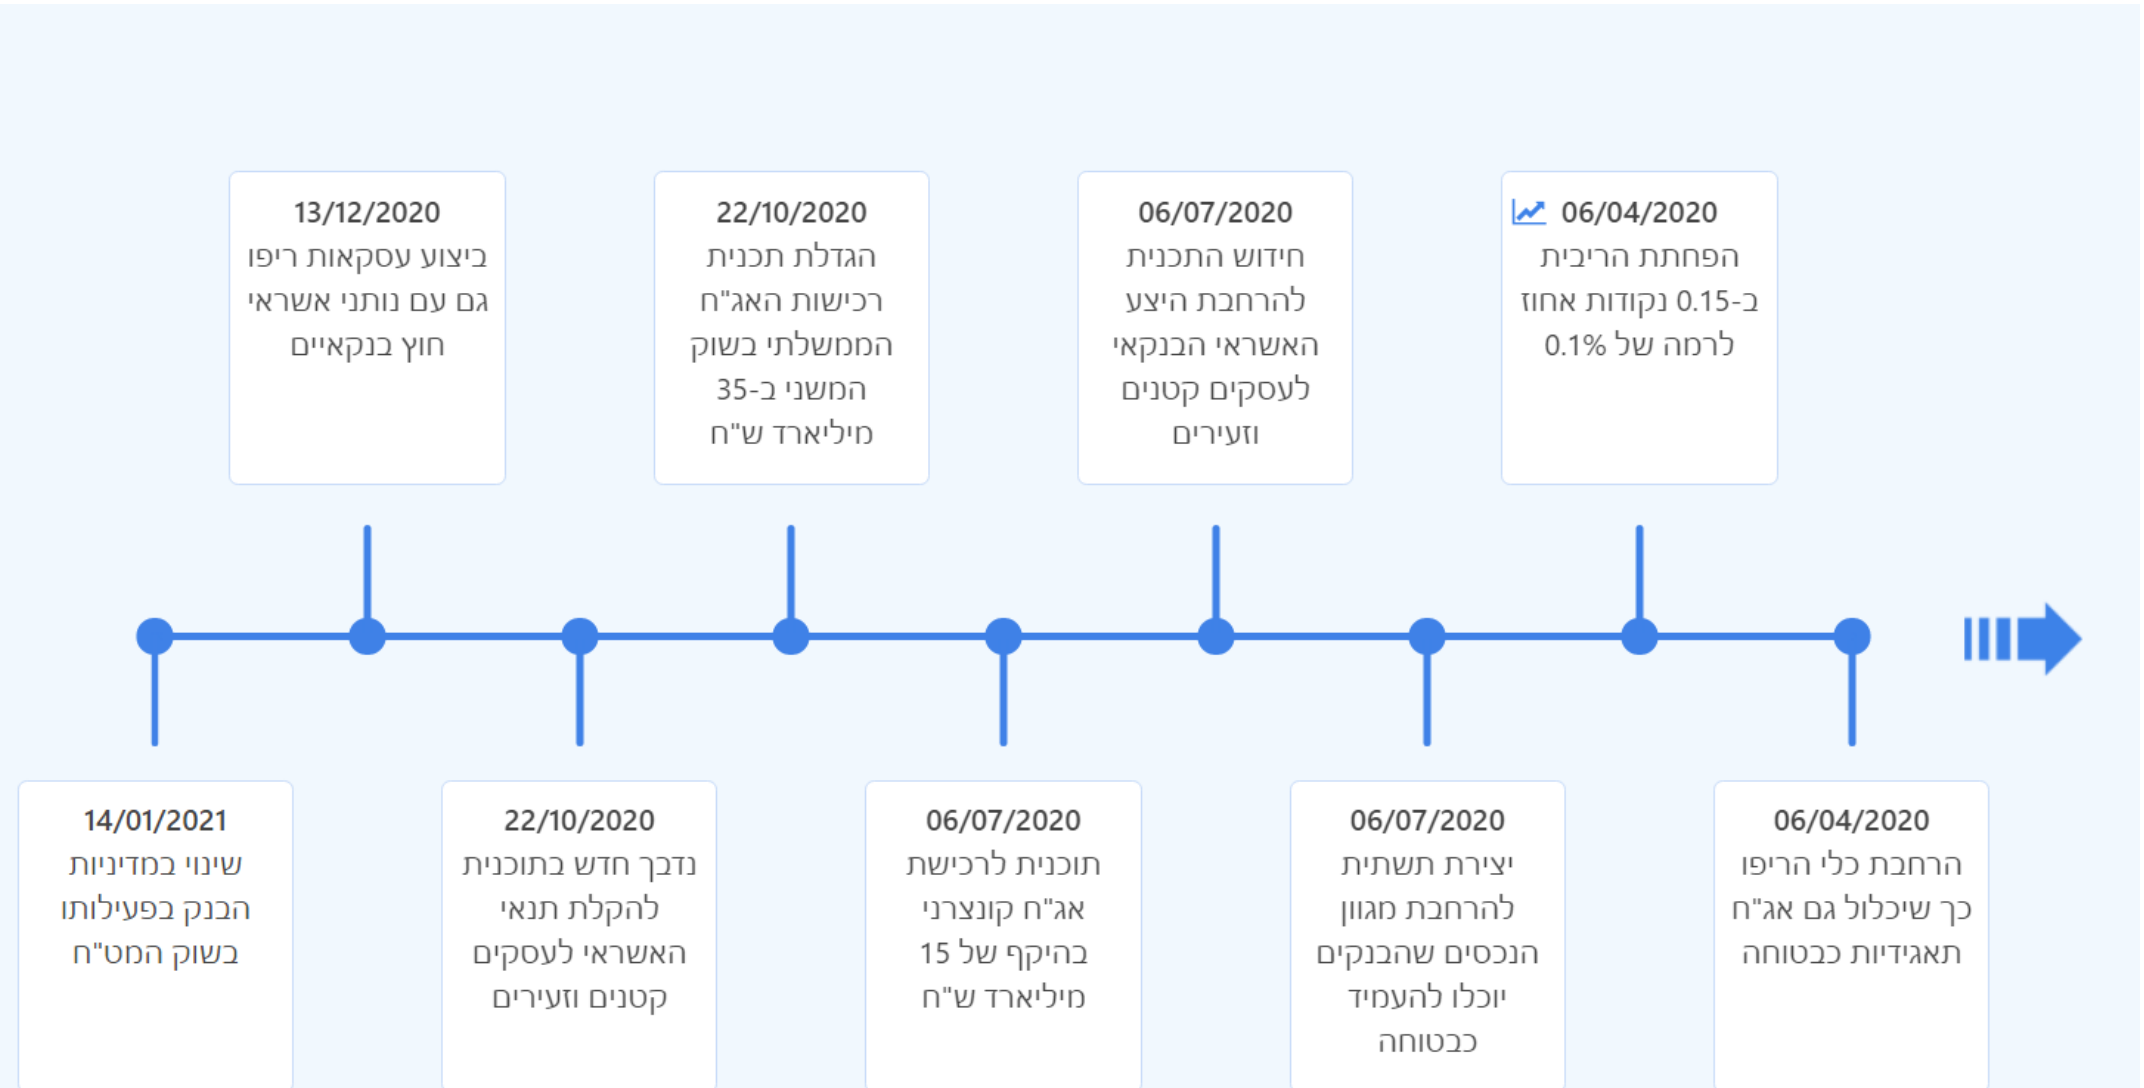 06/04/2020
הפחתת הריבית
ב-0.15 נקודות אחוז
לרמה של 0.1%
06/07/2020
חידוש התכנית
להרחבת היצע
האשראי הבנקאי
לעסקים קטנים
וזעירים
22/10/2020
הגדלת תכנית
רכישות האג"ח
הממשלתי בשוק
המשני ב-35
מיליארד ש"ח
13/12/2020
ביצוע עסקאות ריפו
גם עם נותני אשראי
חוץ בנקאיים
06/04/2020
הרחבת כלי הריפו
כך שיכלול גם אג"ח
תאגידיות כבטוחה
06/07/2020
יצירת תשתית
להרחבת מגוון
הנכסים שהבנקים
יוכלו להעמיד
כבטוחה
06/07/2020
תוכנית לרכישת
אג"ח קונצרני
בהיקף של 15
מיליארד ש"ח
22/10/2020
נדבך חדש בתוכנית
להקלת תנאי
האשראי לעסקים
קטנים וזעירים
14/01/2021
שינוי במדיניות
הבנק בפעילותו
בשוק המט"ח